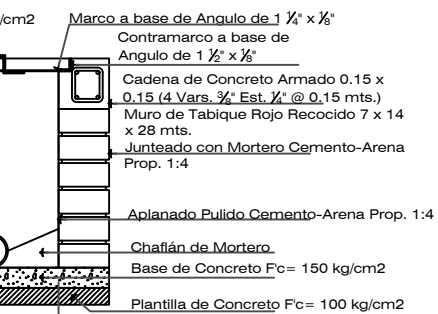 /cm2
Marco a base de Angulo de 1 ¼" x ⅛"
Contramarco a base de
Angulo de 1 ½" x ⅛"
Cadena de Concreto Armado 0.15 x
0.15 (4 Vars. ⅜" Est. ¼" @ 0.15 mts.)
Muro de Tabique Rojo Recocido 7 x 14
x 28 mts.
Junteado con Mortero Cemento-Arena
Prop. 1:4
Aplanado Pulido Cemento-Arena Prop. 1:4
Chaflán de Mortero
Base de Concreto F'c= 150 kg/cm2
Plantilla de Concreto F'c= 100 kg/cm2